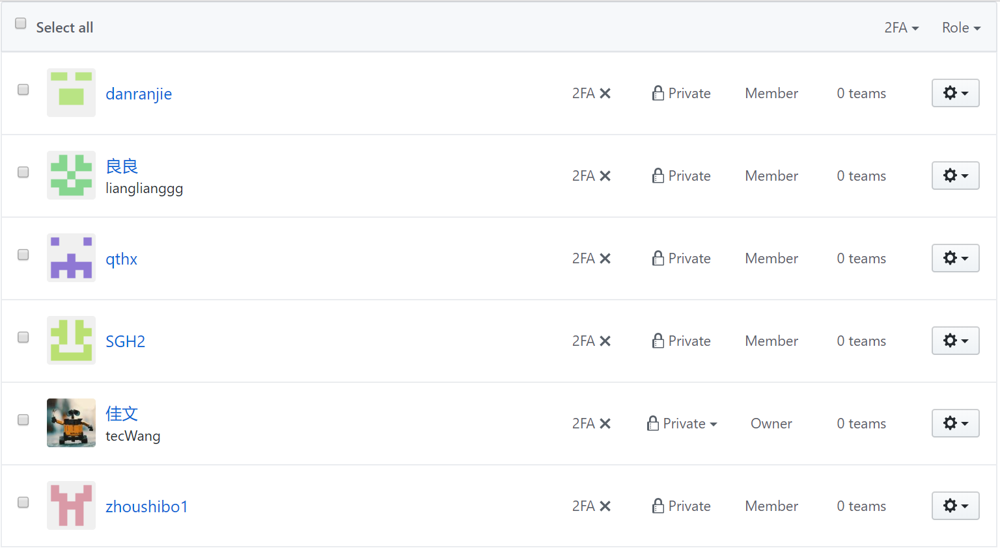 Select all 2FA Role
danranjie 2FA Private Member 0 teams
良良
lianglianggg 2FA Private Member 0 teams
qthx 2FA Private Member 0 teams
SGH2 2FA Private Member 0 teams
佳文
tecWang 2FA Private Owner 0 teams
zhoushibo1 2FA Private Member 0 teams